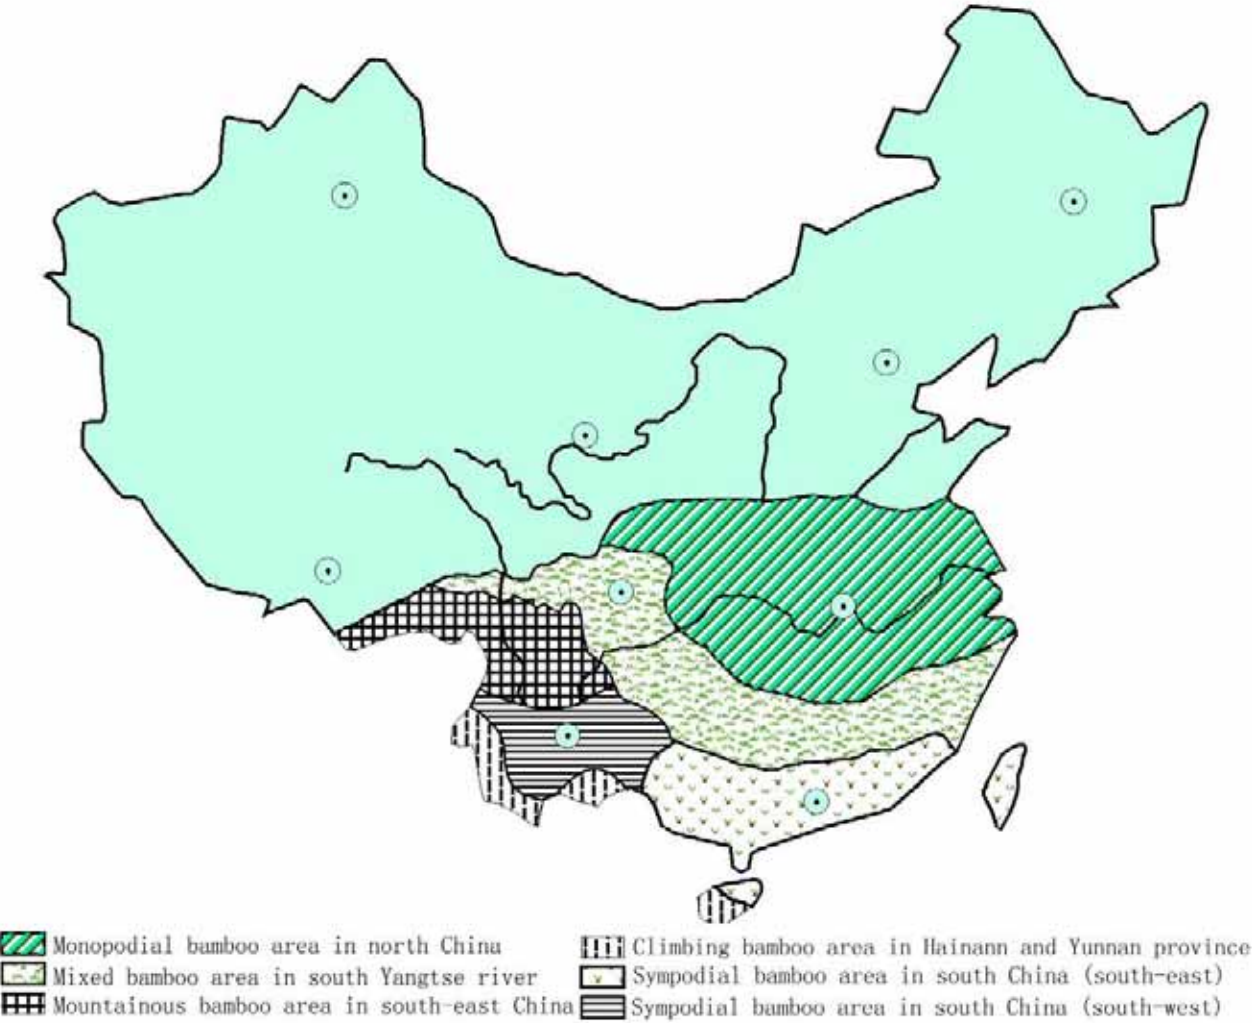 Monopodial bamboo area in north China
Mixed bamboo area in south Yangtse river
Mountainous bamboo area in south-east China
Climbing bamboo area in Hainann and Yunnan province
Sympodial bamboo area in south China (south-east)
Sympodial bamboo area in south China (south-west)